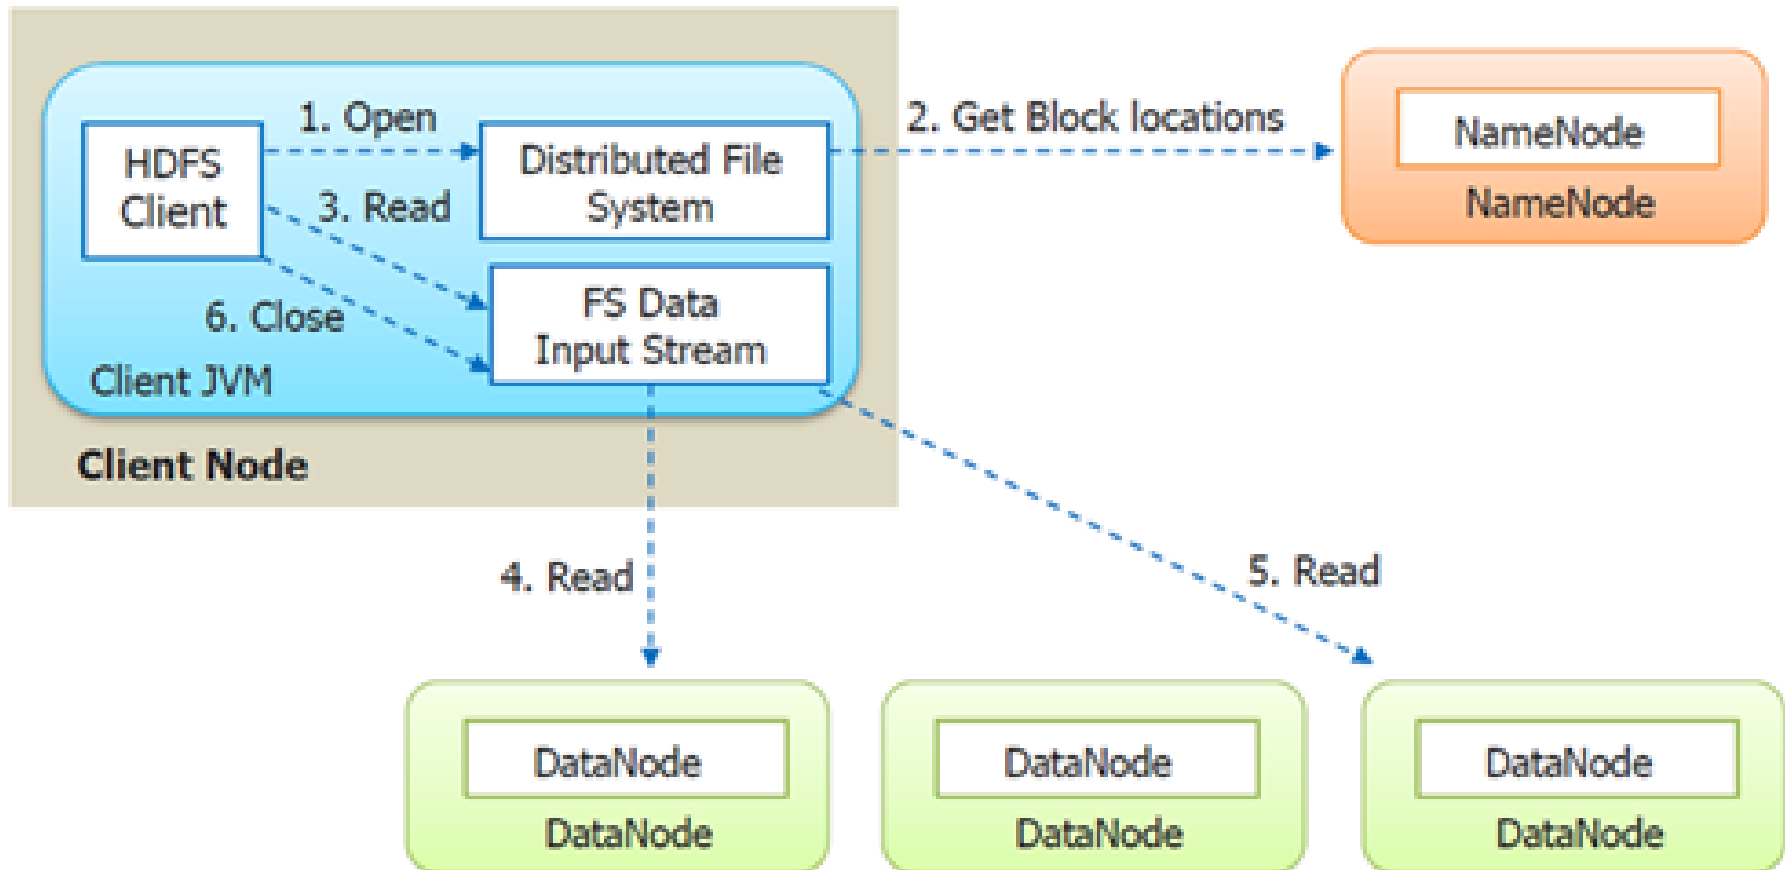 1. Open
2. Get Block locations
NameNode
NameNode
HDFS
Client
Distributed File
System
3. Read
FS Data
Input Stream
6. Close
Client JVM
Client Node
4. Read
5. Read
DataNode
DataNode
DataNode
DataNode
DataNode
DataNode